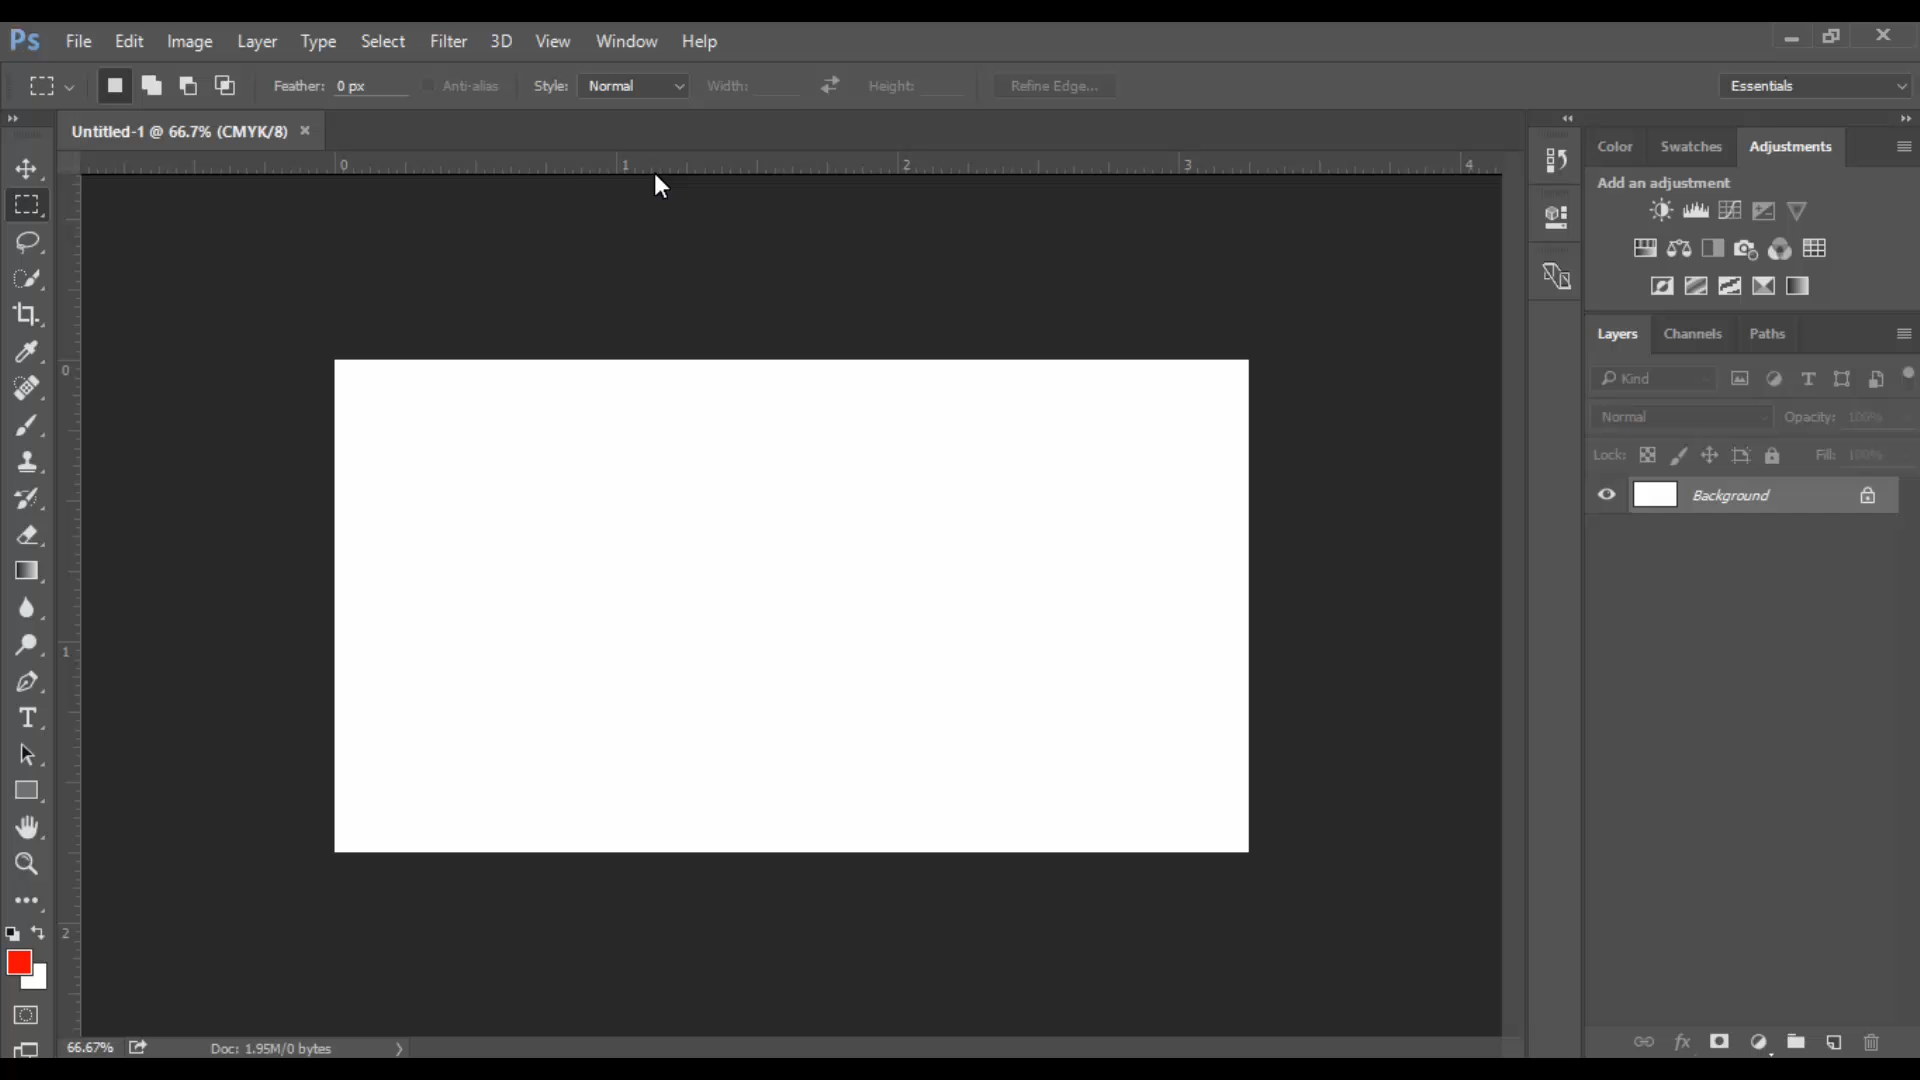 Ps File Edit Image Layer Type Select Filter 3D View Window Help
Feather: 0 px Anti-alias Style: Normal Width: Height: Refine Edge... Essentials
Untitled-1 @ 66.7% (CMYK/8)
0 1 2 3 4
0
1
2
Color Swatches Adjustments
Add an adjustment
Layers Channels Paths
Kind
Normal Opacity: 100%
Lock: Fill: 100%
Background
fx
66.67% Doc: 1.95M/0 bytes